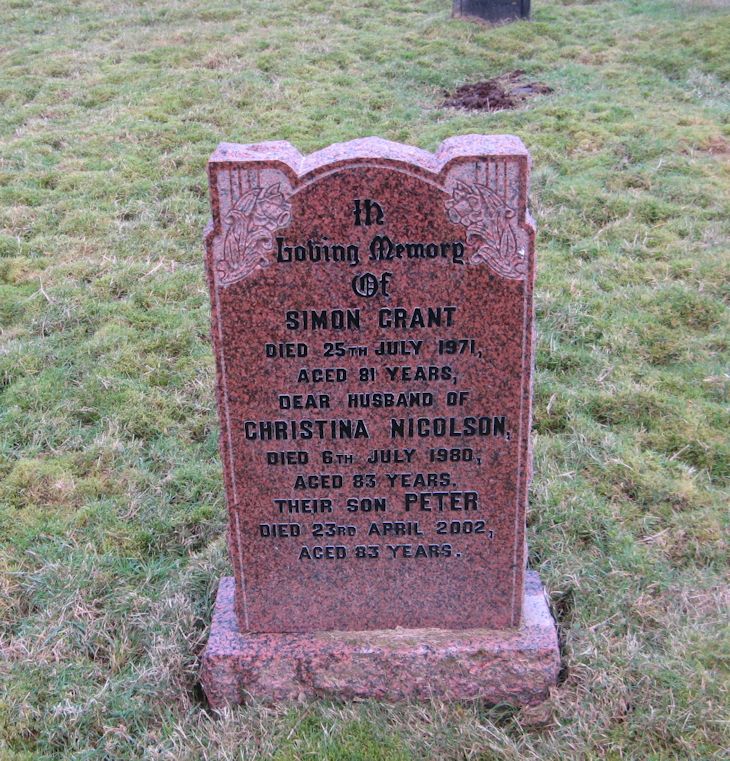 In
Loving Memory
Of
SIMON GRANT
DIED 25TH JULY 1971,
AGED 81 YEARS,
DEAR HUSBAND OF
CHRISTINA NICOLSON,
DIED 6TH JULY 1980,
AGED 83 YEARS.
THEIR SON PETER
DIED 23RD APRIL 2002,
AGED 83 YEARS.